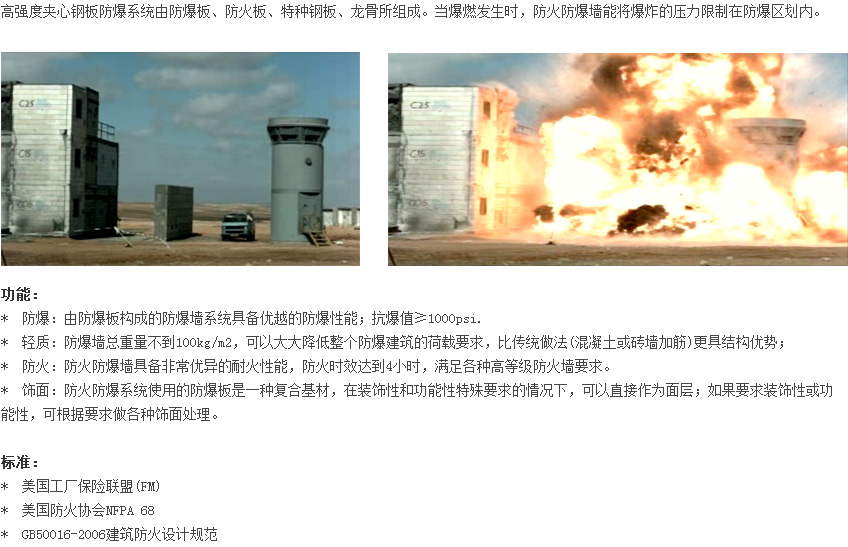 高强度夹心钢板防爆系统由防爆板、防火板、特种钢板、龙骨所组成。当爆燃发生时，防火防爆墙能将爆炸的压力限制在防爆区划内。
C25
C15
C25
C15
功能：
* 防爆：由防爆板构成的防爆墙系统具备优越的防爆性能；抗爆值≥1000psi.
* 轻质：防爆墙总重量不到100kg/m2，可以大大降低整个防爆建筑的荷载要求，比传统做法(混凝土或砖墙加筋)更具结构优势；
* 防火：防火防爆墙具备非常优异的耐火性能，防火时效达到4小时，满足各种高等级防火墙要求。
* 饰面：防火防爆系统使用的防爆板是一种复合基材，在装饰性和功能性特殊要求的情况下，可以直接作为面层；如果要求装饰性或功
能性，可根据要求做各种饰面处理。
标准：
* 美国工厂保险联盟(FM)
* 美国防火协会NFPA 68
* GB50016-2006建筑防火设计规范